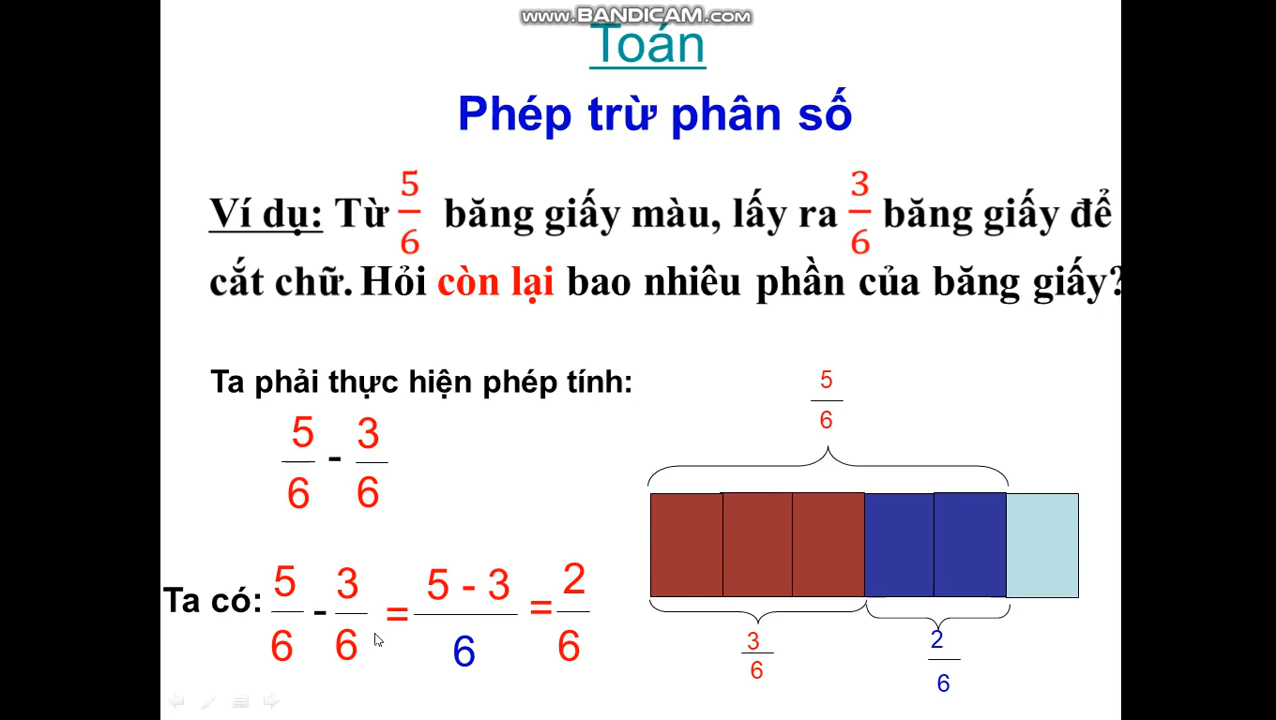 www.BANDICAM.com
Toán
Phép trừ phân số
Ví dụ: Từ 5/6 băng giấy màu, lấy ra 3/6 băng giấy để
cắt chữ. Hỏi còn lại bao nhiêu phần của băng giấy?
Ta phải thực hiện phép tính:
5/6 - 3/6
5/6
Ta có: 5/6 - 3/6 = (5 - 3)/6 = 2/6
3/6
2/6